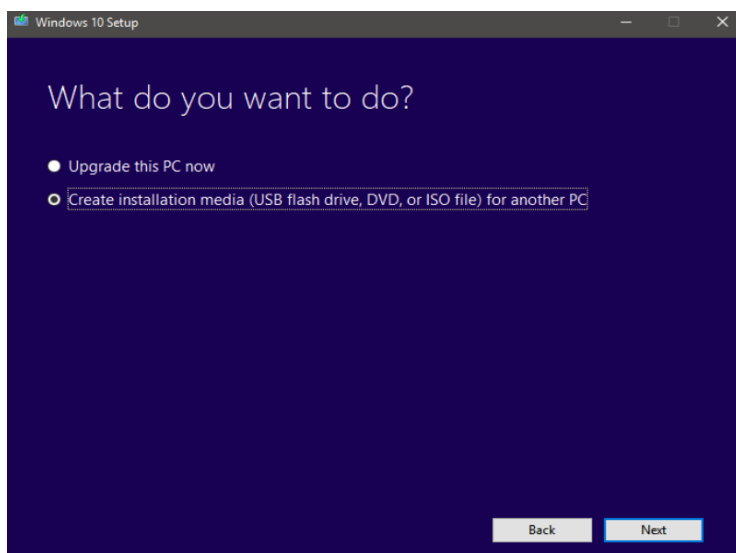 Windows 10 Setup
What do you want to do?
Upgrade this PC now
Create installation media (USB flash drive, DVD, or ISO file) for another PC
Back
Next